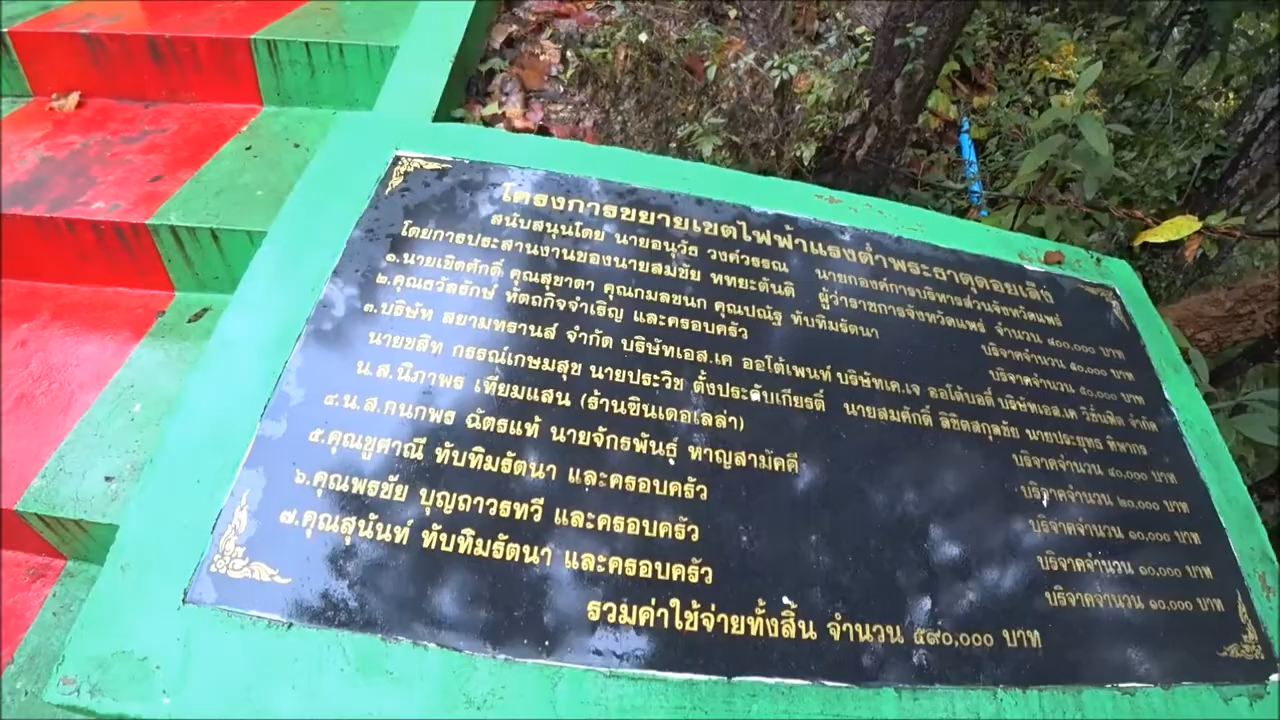 โครงการขยายเขตไฟฟ้าแรงต่ำพระธาตุดอยเล็ง
สนับสนุนโดย นายอนุวัธ วงศ์วรรณ นายกองค์การบริหารส่วนจังหวัดแพร่
โดยการประสานงานของนายสมชัย หทยะตันติ ผู้ว่าราชการจังหวัดแพร่ จำนวน ๔๐๐,๐๐๐ บาท
๑.นายเชิดศักดิ์ คุณสุชาดา คุณกมลชนก คุณปณัฐ ทับทิมรัตนา บริจาคจำนวน ๕๐,๐๐๐ บาท
๒.คุณธวัลรักษ์ หัตถกิจจำเริญ และครอบครัว บริจาคจำนวน ๕๐,๐๐๐ บาท
๓.บริษัท สยามทรานส์ จำกัด บริษัทเอส.เค ออโต้เพนท์ บริษัทเค.เจ ออโต้บอดี้ บริษัทเอส.เค วิชั่นฟิต จำกัด
นายขสิท กรรณ์เกษมสุข นายประวิช ตั้งประดับเกียรติ์ นายสมศักดิ์ ลิขิตสกุลชัย นายประยุทธ พิพากร
น.ส.นิภาพร เทียมแสน (ร้านซินเดอเลล่า) บริจาคจำนวน ๔๐,๐๐๐ บาท
๔.น.ส.กนกพร ฉัตรแท้ นายจักรพันธุ์ หาญสามัคคี บริจาคจำนวน ๒๐,๐๐๐ บาท
๕.คุณชูศาณี ทับทิมรัตนา และครอบครัว บริจาคจำนวน ๑๐,๐๐๐ บาท
๖.คุณพรชัย บุญถาวรทวี และครอบครัว บริจาคจำนวน ๑๐,๐๐๐ บาท
๗.คุณสุนันท์ ทับทิมรัตนา และครอบครัว บริจาคจำนวน ๑๐,๐๐๐ บาท
รวมค่าใช้จ่ายทั้งสิ้น จำนวน ๕๙๐,๐๐๐ บาท